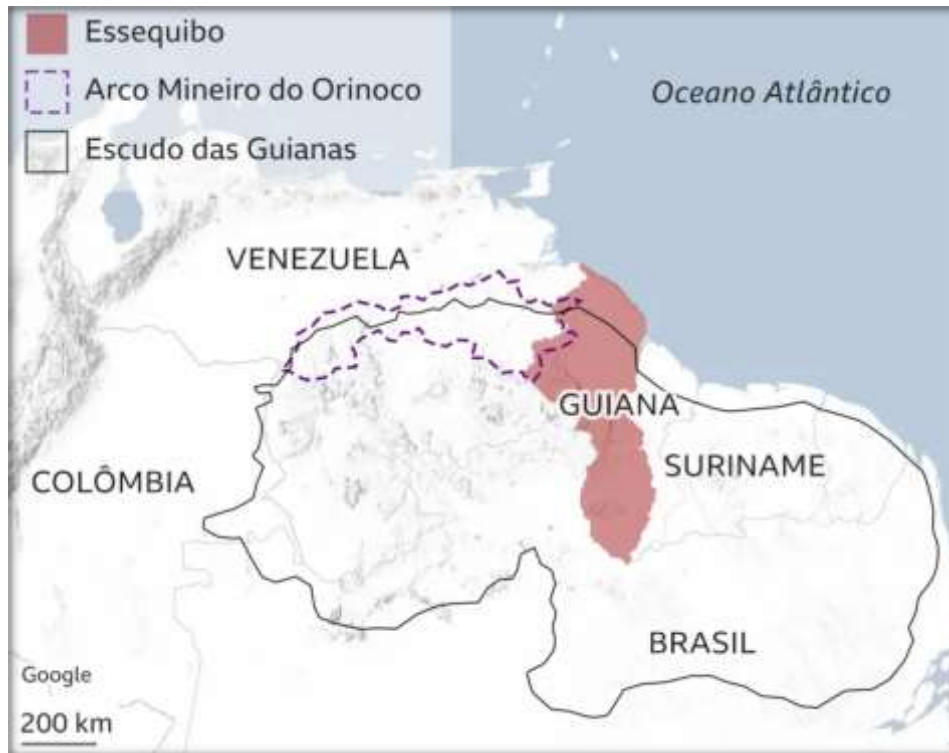 Essequibo
Arco Mineiro do Orinoco
Escudo das Guianas
Oceano Atlântico
VENEZUELA
GUIANA
COLÔMBIA
SURINAME
BRASIL
Google
200 km